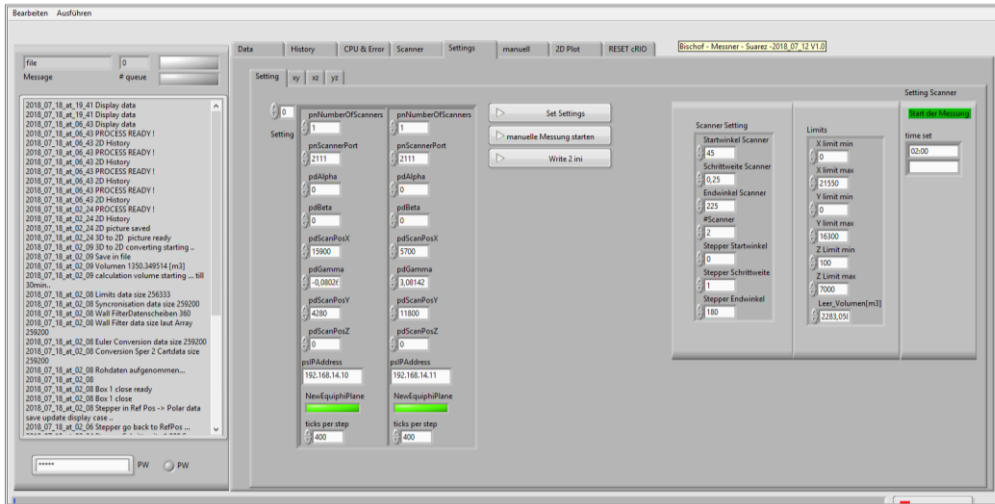 Bearbeiten Ausführen
Data History CPU & Error Scanner Settings manuell 2D Plot RESET cRIO
Bischof - Messner - Suarez -2018_07_12 V1.0
file 0
Message # queue
2018_07_18_at_19_41 Display data
2018_07_18_at_19_41 Display data
2018_07_18_at_06_43 Display data
2018_07_18_at_06_43 PROCESS READY !
2018_07_18_at_06_43 2D History
2018_07_18_at_06_43 PROCESS READY !
2018_07_18_at_06_43 2D History
2018_07_18_at_06_43 PROCESS READY !
2018_07_18_at_06_43 2D History
2018_07_18_at_06_43 PROCESS READY !
2018_07_18_at_06_43 2D History
2018_07_18_at_02_24 PROCESS READY !
2018_07_18_at_02_24 2D History
2018_07_18_at_02_24 2D picture saved
2018_07_18_at_02_24 3D to 2D picture ready
2018_07_18_at_02_09 3D to 2D converting starting ..
2018_07_18_at_02_09 Save in file
2018_07_18_at_02_09 Volumen 1350.349514 [m3]
2018_07_18_at_02_09 calculation volume starting ... till
30min..
2018_07_18_at_02_08 Limits data size 256333
2018_07_18_at_02_08 Syncronisation data size 259200
2018_07_18_at_02_08 Wall FilterDatenscheiben 360
2018_07_18_at_02_08 Wall Filter data size laut Array
259200
2018_07_18_at_02_08 Euler Conversion data size 259200
2018_07_18_at_02_08 Conversion Sper 2 Cartdata size
259200
2018_07_18_at_02_08 Rohdaten aufgenommen...
2018_07_18_at_02_08
2018_07_18_at_02_08 Box 1 close ready
2018_07_18_at_02_08 Box 1 close
2018_07_18_at_02_08 Stepper in Ref Pos -> Polar data
save update display case ..
2018_07_18_at_02_06 Stepper go back to RefPos ...
***** PW PW
Setting xy xz yz
0
Setting
pnNumberOfScanners pnNumberOfScanners
1 1
pnScannerPort pnScannerPort
2111 2111
pdAlpha pdAlpha
0 0
pdBeta pdBeta
0 0
pdScanPosX pdScanPosX
15900 5700
pdGamma pdGamma
-0,0802 3,08142
pdScanPosY pdScanPosY
4280 11800
pdScanPosZ pdScanPosZ
0 0
psIPAddress psIPAddress
192.168.14.10 192.168.14.11
NewEquiphiPlane NewEquiphiPlane
ticks per step ticks per step
400 400
Set Settings
manuelle Messung starten
Write 2 ini
Scanner Setting
Startwinkel Scanner
45
Schrittweite Scanner
0,25
Endwinkel Scanner
225
#Scanner
2
Stepper Startwinkel
0
Stepper Schrittweite
1
Stepper Endwinkel
180
Limits
X limit min
0
X limit max
21550
Y limit min
0
Y limit max
16300
Z Limit min
100
Z Limit max
7000
Leer_Volumen[m3]
2283,05
Setting Scanner
Start der Messung
time set
02:00